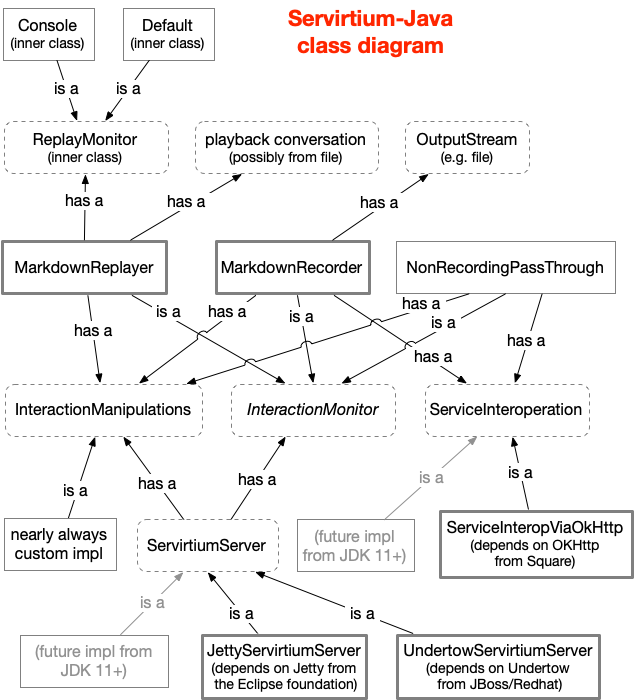 Servirtium-Java
class diagram
Console
(inner class)
Default
(inner class)
is a
is a
ReplayMonitor
(inner class)
playback conversation
(possibly from file)
OutputStream
(e.g. file)
has a
has a
has a
MarkdownReplayer
MarkdownRecorder
NonRecordingPassThrough
has a
is a
has a
is a
has a
is a
has a
has a
InteractionManipulations
InteractionMonitor
ServiceInteroperation
is a
has a
has a
is a
is a
nearly always
custom impl
ServirtiumServer
(future impl
from JDK 11+)
ServiceInteropViaOkHttp
(depends on OKHttp
from Square)
is a
is a
is a
(future impl from
JDK 11+)
JettyServirtiumServer
(depends on Jetty from
the Eclipse foundation)
UndertowServirtiumServer
(depends on Undertow
from JBoss/Redhat)